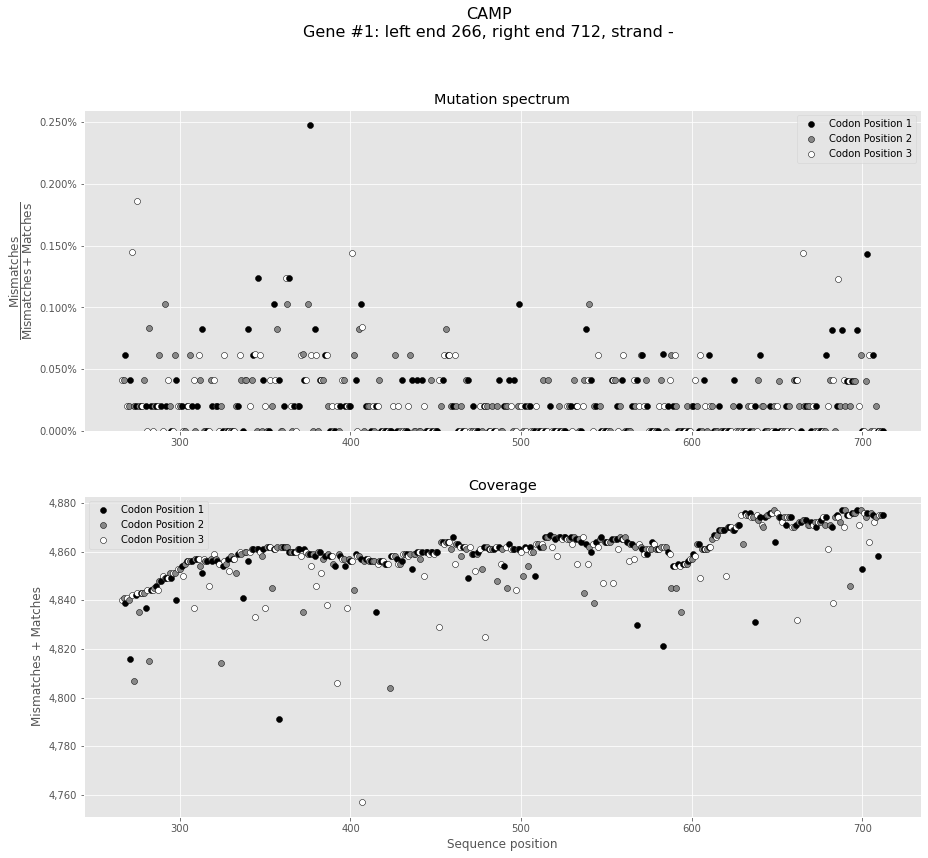 CAMP
Gene #1: left end 266, right end 712, strand -
Mutation spectrum
Codon Position 1
Codon Position 2
Codon Position 3
Mismatches
Mismatches + Matches
0.250%
0.200%
0.150%
0.100%
0.050%
0.000%
300
400
500
600
700
Coverage
Codon Position 1
Codon Position 2
Codon Position 3
Mismatches + Matches
4,880
4,860
4,840
4,820
4,800
4,780
4,760
300
400
500
600
700
Sequence position